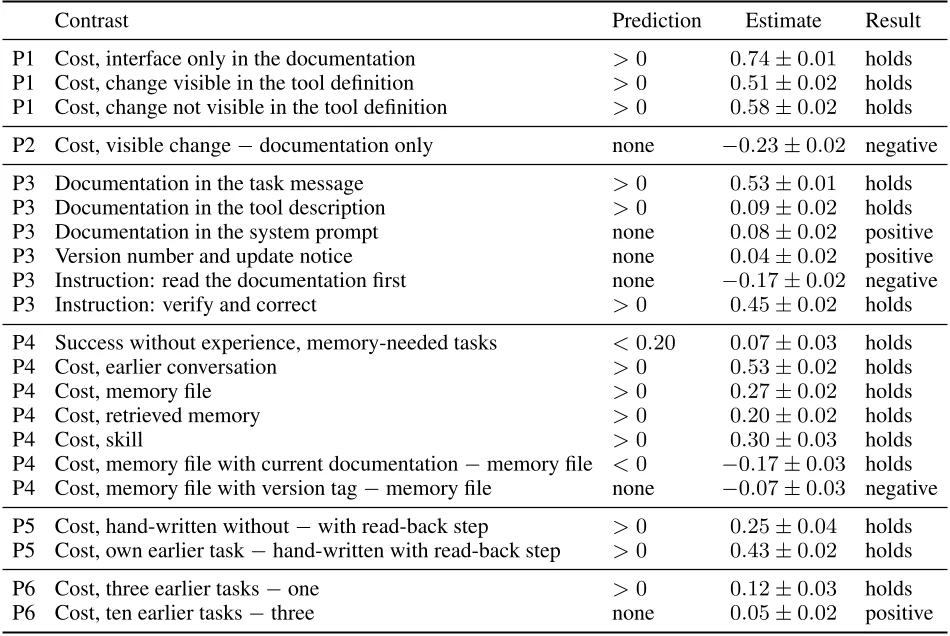 Contrast Prediction Estimate Result
P1 Cost, interface only in the documentation > 0 0.74 ± 0.01 holds
P1 Cost, change visible in the tool definition > 0 0.51 ± 0.02 holds
P1 Cost, change not visible in the tool definition > 0 0.58 ± 0.02 holds
P2 Cost, visible change − documentation only none −0.23 ± 0.02 negative
P3 Documentation in the task message > 0 0.53 ± 0.01 holds
P3 Documentation in the tool description > 0 0.09 ± 0.02 holds
P3 Documentation in the system prompt none 0.08 ± 0.02 positive
P3 Version number and update notice none 0.04 ± 0.02 positive
P3 Instruction: read the documentation first none −0.17 ± 0.02 negative
P3 Instruction: verify and correct > 0 0.45 ± 0.02 holds
P4 Success without experience, memory-needed tasks < 0.20 0.07 ± 0.03 holds
P4 Cost, earlier conversation > 0 0.53 ± 0.02 holds
P4 Cost, memory file > 0 0.27 ± 0.02 holds
P4 Cost, retrieved memory > 0 0.20 ± 0.02 holds
P4 Cost, skill > 0 0.30 ± 0.03 holds
P4 Cost, memory file with current documentation − memory file < 0 −0.17 ± 0.03 holds
P4 Cost, memory file with version tag − memory file none −0.07 ± 0.03 negative
P5 Cost, hand-written without − with read-back step > 0 0.25 ± 0.04 holds
P5 Cost, own earlier task − hand-written with read-back step > 0 0.43 ± 0.02 holds
P6 Cost, three earlier tasks − one > 0 0.12 ± 0.03 holds
P6 Cost, ten earlier tasks − three none 0.05 ± 0.02 positive